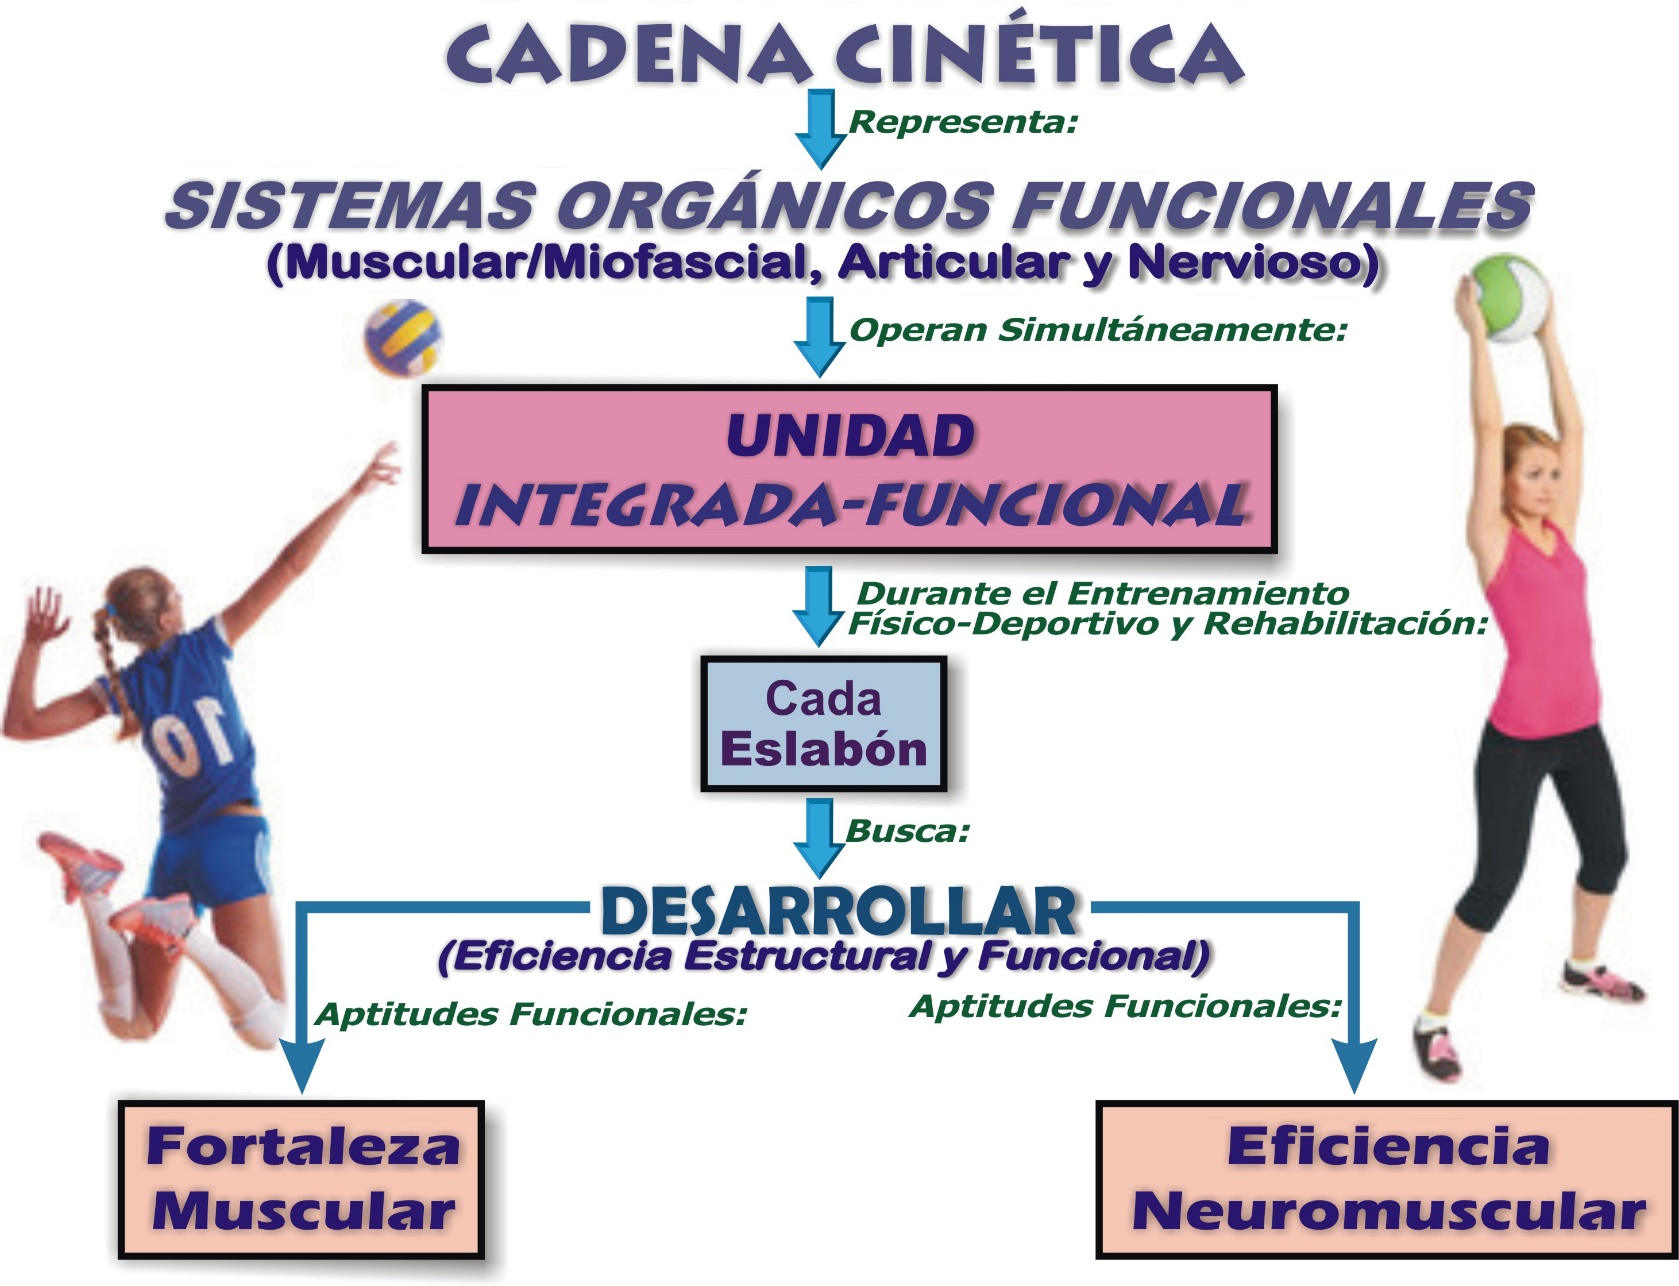 CADENA CINÉTICA
Representa:
SISTEMAS ORGÁNICOS FUNCIONALES
(Muscular/Miofascial, Articular y Nervioso)
Operan Simultáneamente:
UNIDAD
INTEGRADA-FUNCIONAL
Durante el Entrenamiento
Físico-Deportivo y Rehabilitación:
Cada
Eslabón
Busca:
DESARROLLAR
(Eficiencia Estructural y Funcional)
Aptitudes Funcionales:
Aptitudes Funcionales:
Fortaleza
Muscular
Eficiencia
Neuromuscular
10